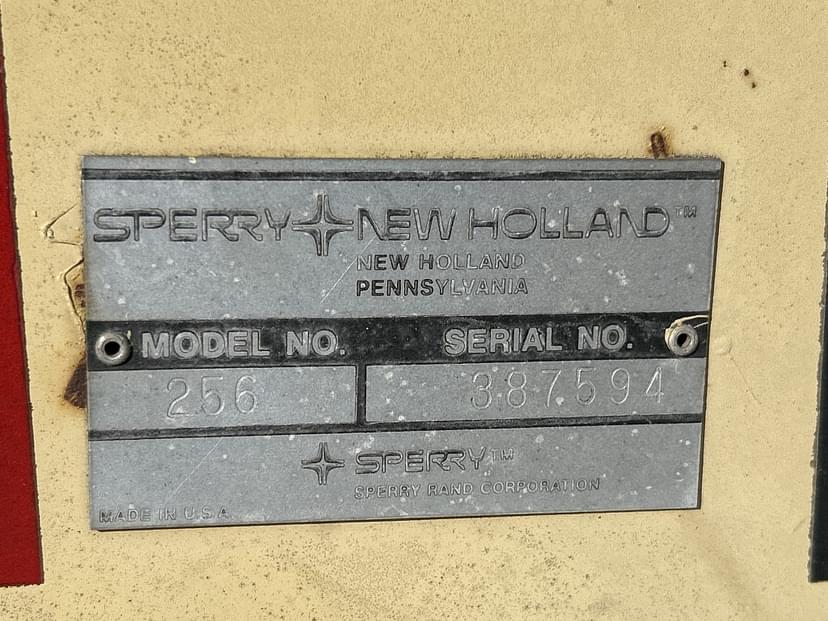 SPERRY NEW HOLLAND™
NEW HOLLAND
PENNSYLVANIA
MODEL NO. SERIAL NO.
256 387594
SPERRY™
SPERRY RAND CORPORATION
MADE IN U.S.A